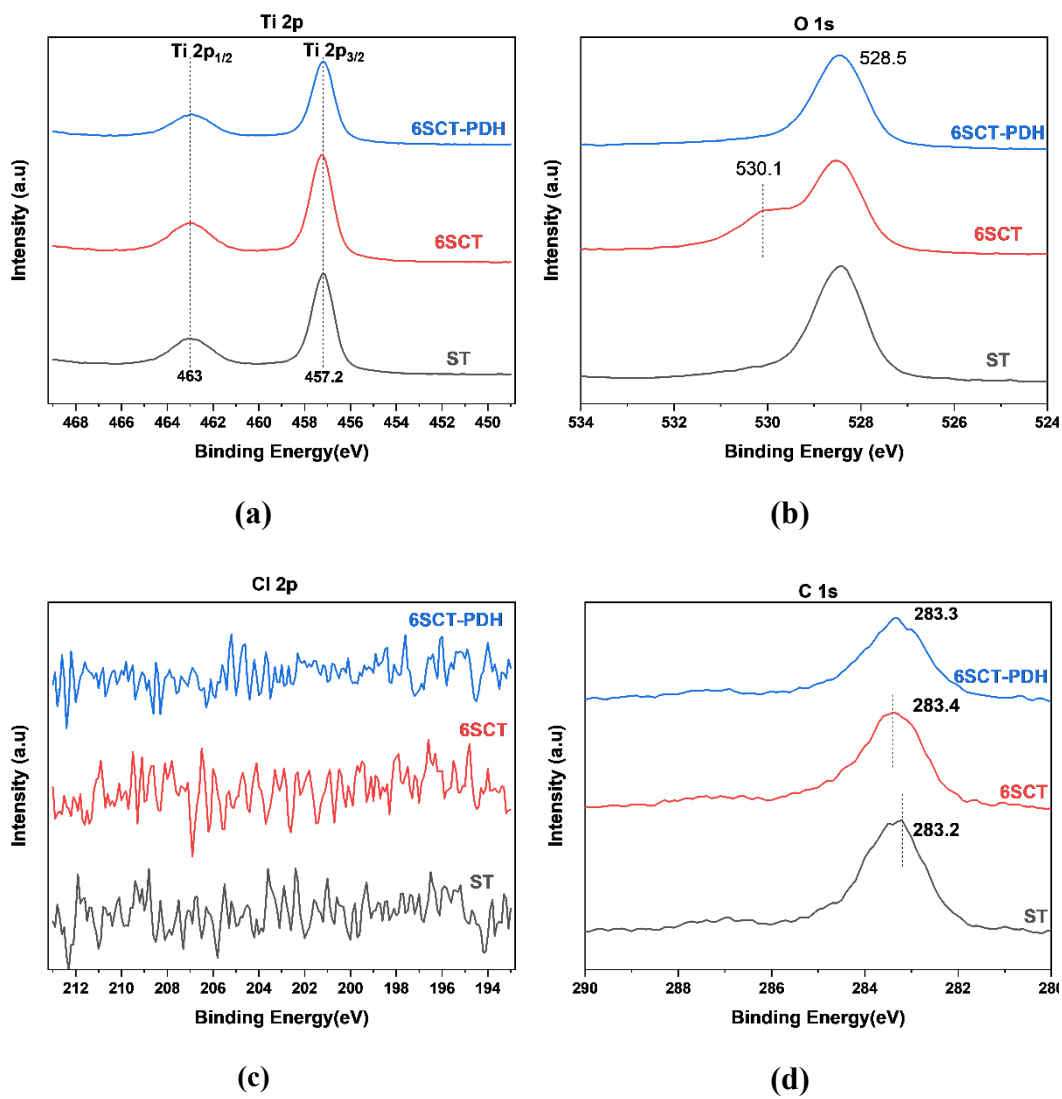 Ti 2p
Ti 2p1/2
Ti 2p3/2
6SCT-PDH
6SCT
ST
463
457.2
Intensity (a.u)
468 466 464 462 460 458 456 454 452 450
Binding Energy(eV)
(a)
O 1s
528.5
6SCT-PDH
530.1
6SCT
ST
Intensity (a.u)
534 532 530 528 526 524
Binding Energy (eV)
(b)
Cl 2p
6SCT-PDH
6SCT
ST
Intensity (a.u)
212 210 208 206 204 202 200 198 196 194
Binding Energy(eV)
(c)
C 1s
283.3
6SCT-PDH
283.4
6SCT
283.2
ST
Intensity (a.u)
290 288 286 284 282 280
Binding Energy(eV)
(d)